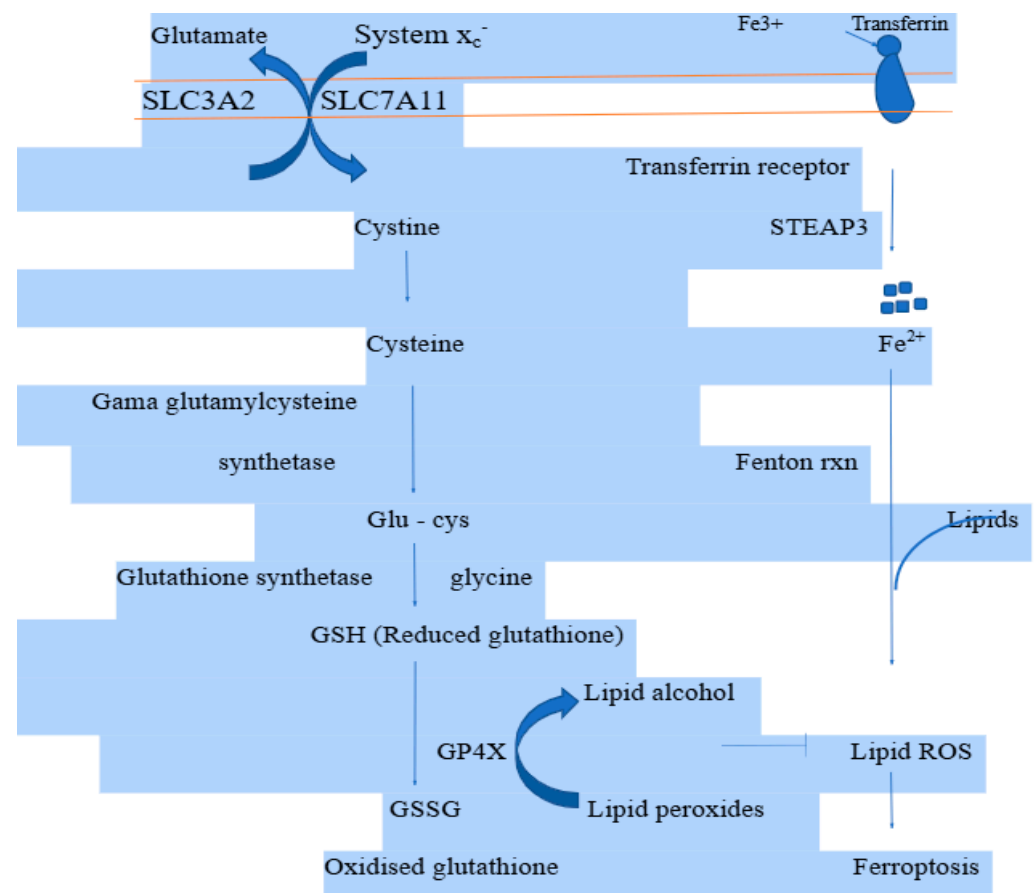 Glutamate System xc- Fe3+ Transferrin
SLC3A2 SLC7A11
Transferrin receptor
Cystine STEAP3
Cysteine Fe2+
Gama glutamylcysteine
synthetase Fenton rxn
Glu - cys Lipids
Glutathione synthetase glycine
GSH (Reduced glutathione)
Lipid alcohol
GP4X Lipid ROS
GSSG Lipid peroxides
Oxidised glutathione Ferroptosis